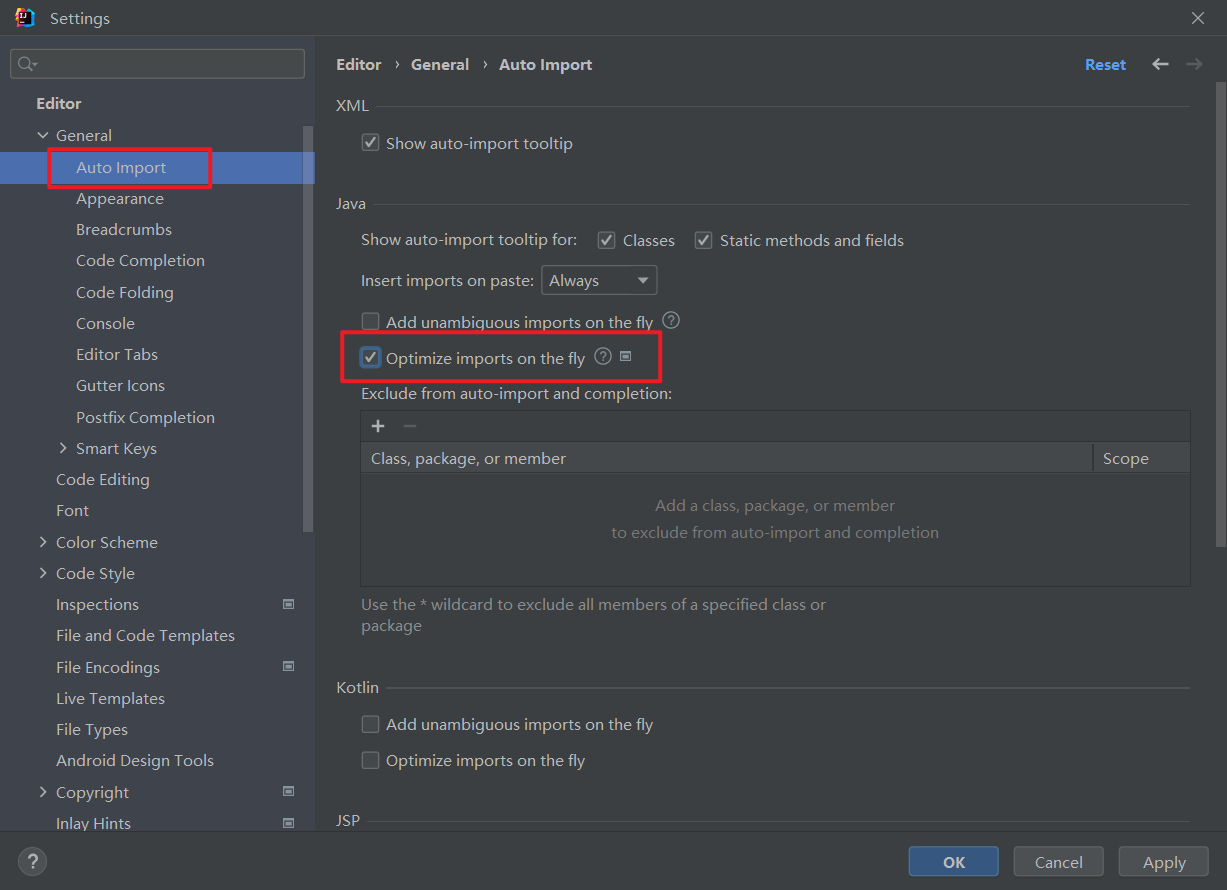 Settings
Editor
General
Auto Import
Appearance
Breadcrumbs
Code Completion
Code Folding
Console
Editor Tabs
Gutter Icons
Postfix Completion
Smart Keys
Code Editing
Font
Color Scheme
Code Style
Inspections
File and Code Templates
File Encodings
Live Templates
File Types
Android Design Tools
Copyright
Inlay Hints
Editor › General › Auto Import
Reset
XML
Show auto-import tooltip
Java
Show auto-import tooltip for: Classes Static methods and fields
Insert imports on paste: Always
Add unambiguous imports on the fly ?
Optimize imports on the fly ?
Exclude from auto-import and completion:
Class, package, or member Scope
Add a class, package, or member
to exclude from auto-import and completion
Use the * wildcard to exclude all members of a specified class or
package
Kotlin
Add unambiguous imports on the fly
Optimize imports on the fly
JSP
? OK Cancel Apply